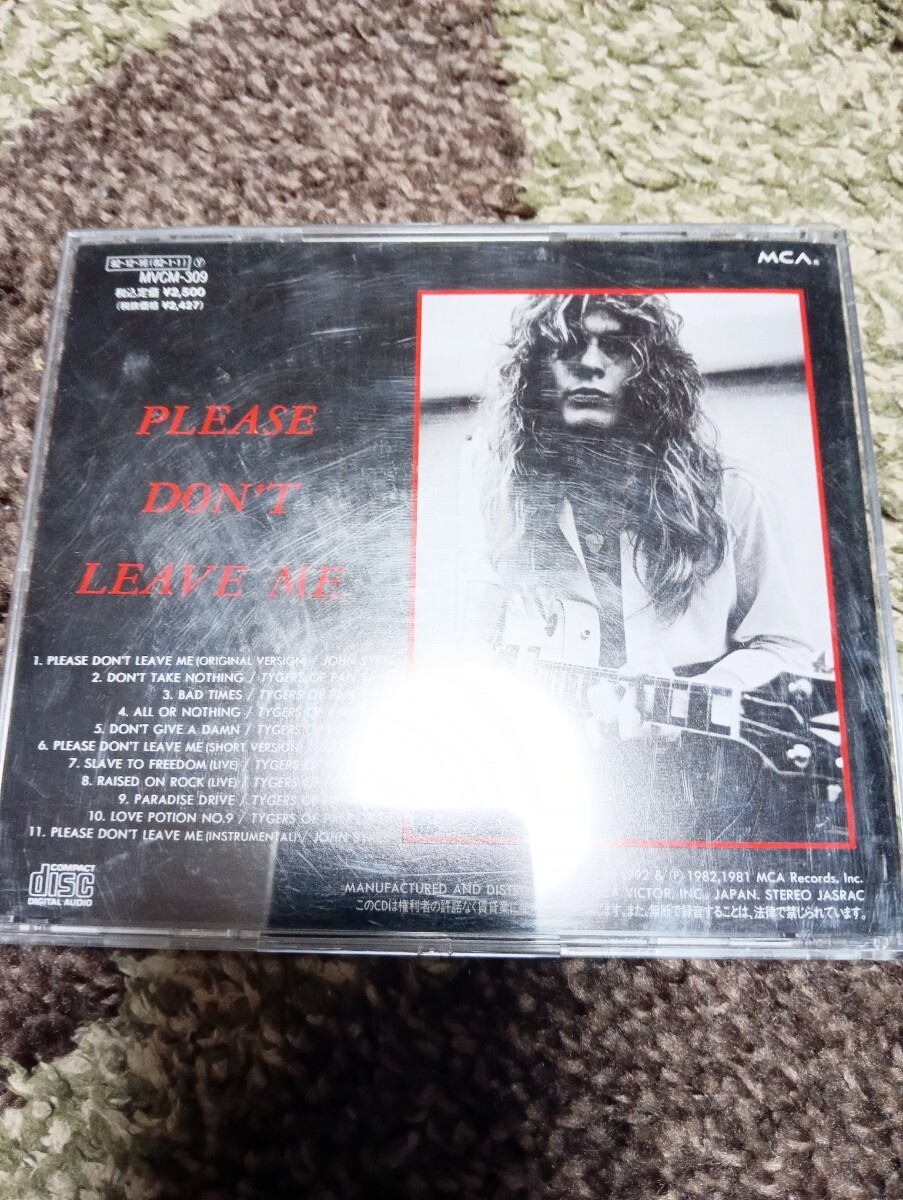 92・12・16(82・1・1) Y
MVCM-309
税込定価 ¥2,500
(税抜価格 ¥2,427)
MCA
PLEASE
DON'T
LEAVE ME
1. PLEASE DON'T LEAVE ME (ORIGINAL VERSION) / JOHN
2. DON'T TAKE NOTHING / TYGERS OF PAN
3. BAD TIMES / TYGERS OF PAN
4. ALL OR NOTHING / TYGERS OF
5. DON'T GIVE A DAMN / TYGERS OF
6. PLEASE DON'T LEAVE ME (SHORT VERSION)
7. SLAVE TO FREEDOM (LIVE) / TYGERS OF
8. RAISED ON ROCK (LIVE) / TYGERS OF
9. PARADISE DRIVE / TYGERS OF
10. LOVE POTION NO.9 / TYGERS OF
11. PLEASE DON'T LEAVE ME (INSTRUMENTAL) / JOHN
COMPACT
disc
DIGITAL AUDIO
1992 & Ⓟ 1982,1981 MCA Records, Inc.
MANUFACTURED AND VICTOR, INC., JAPAN. STEREO JASRAC
このCDは権利者の許諾なく賃貸業に ます。また、無断で録音することは、法律で禁じられています。